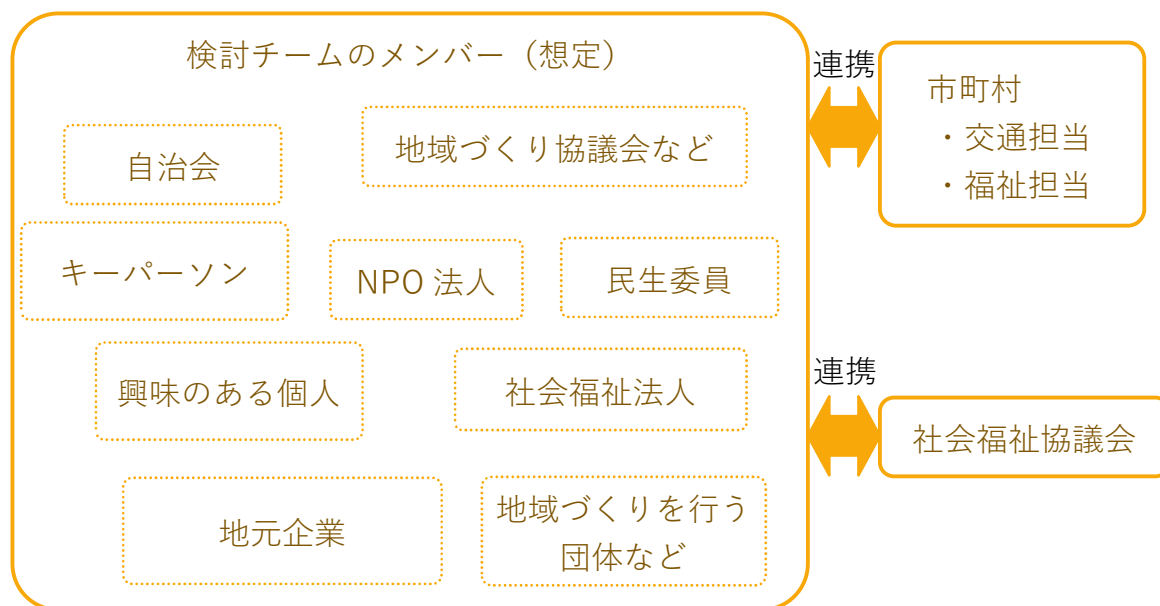 検討チームのメンバー（想定）
自治会
地域づくり協議会など
キーパーソン
NPO 法人
民生委員
興味のある個人
社会福祉法人
地元企業
地域づくりを行う
団体など
連携
市町村
・交通担当
・福祉担当
連携
社会福祉協議会